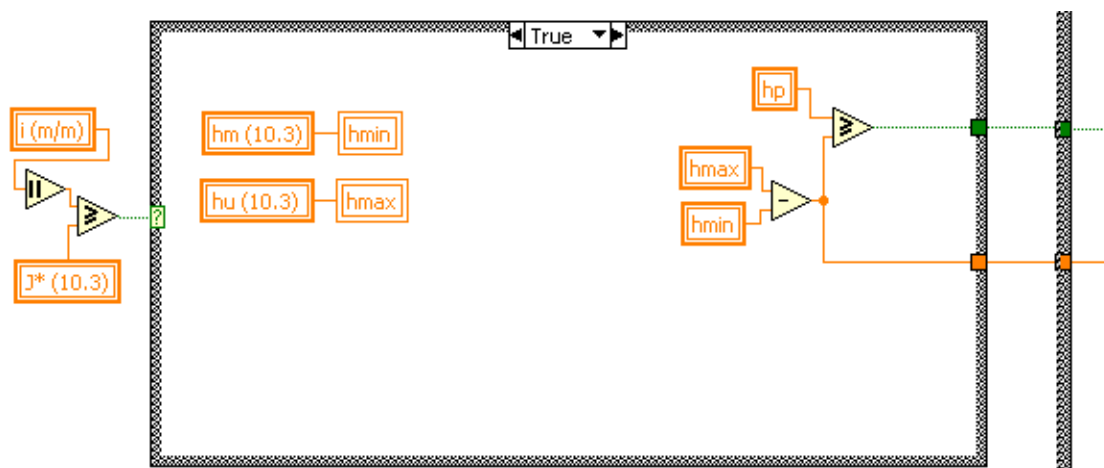 True
i (m/m)
J* (10.3)
?
hm (10.3)
hmin
hu (10.3)
hmax
hp
hmax
hmin